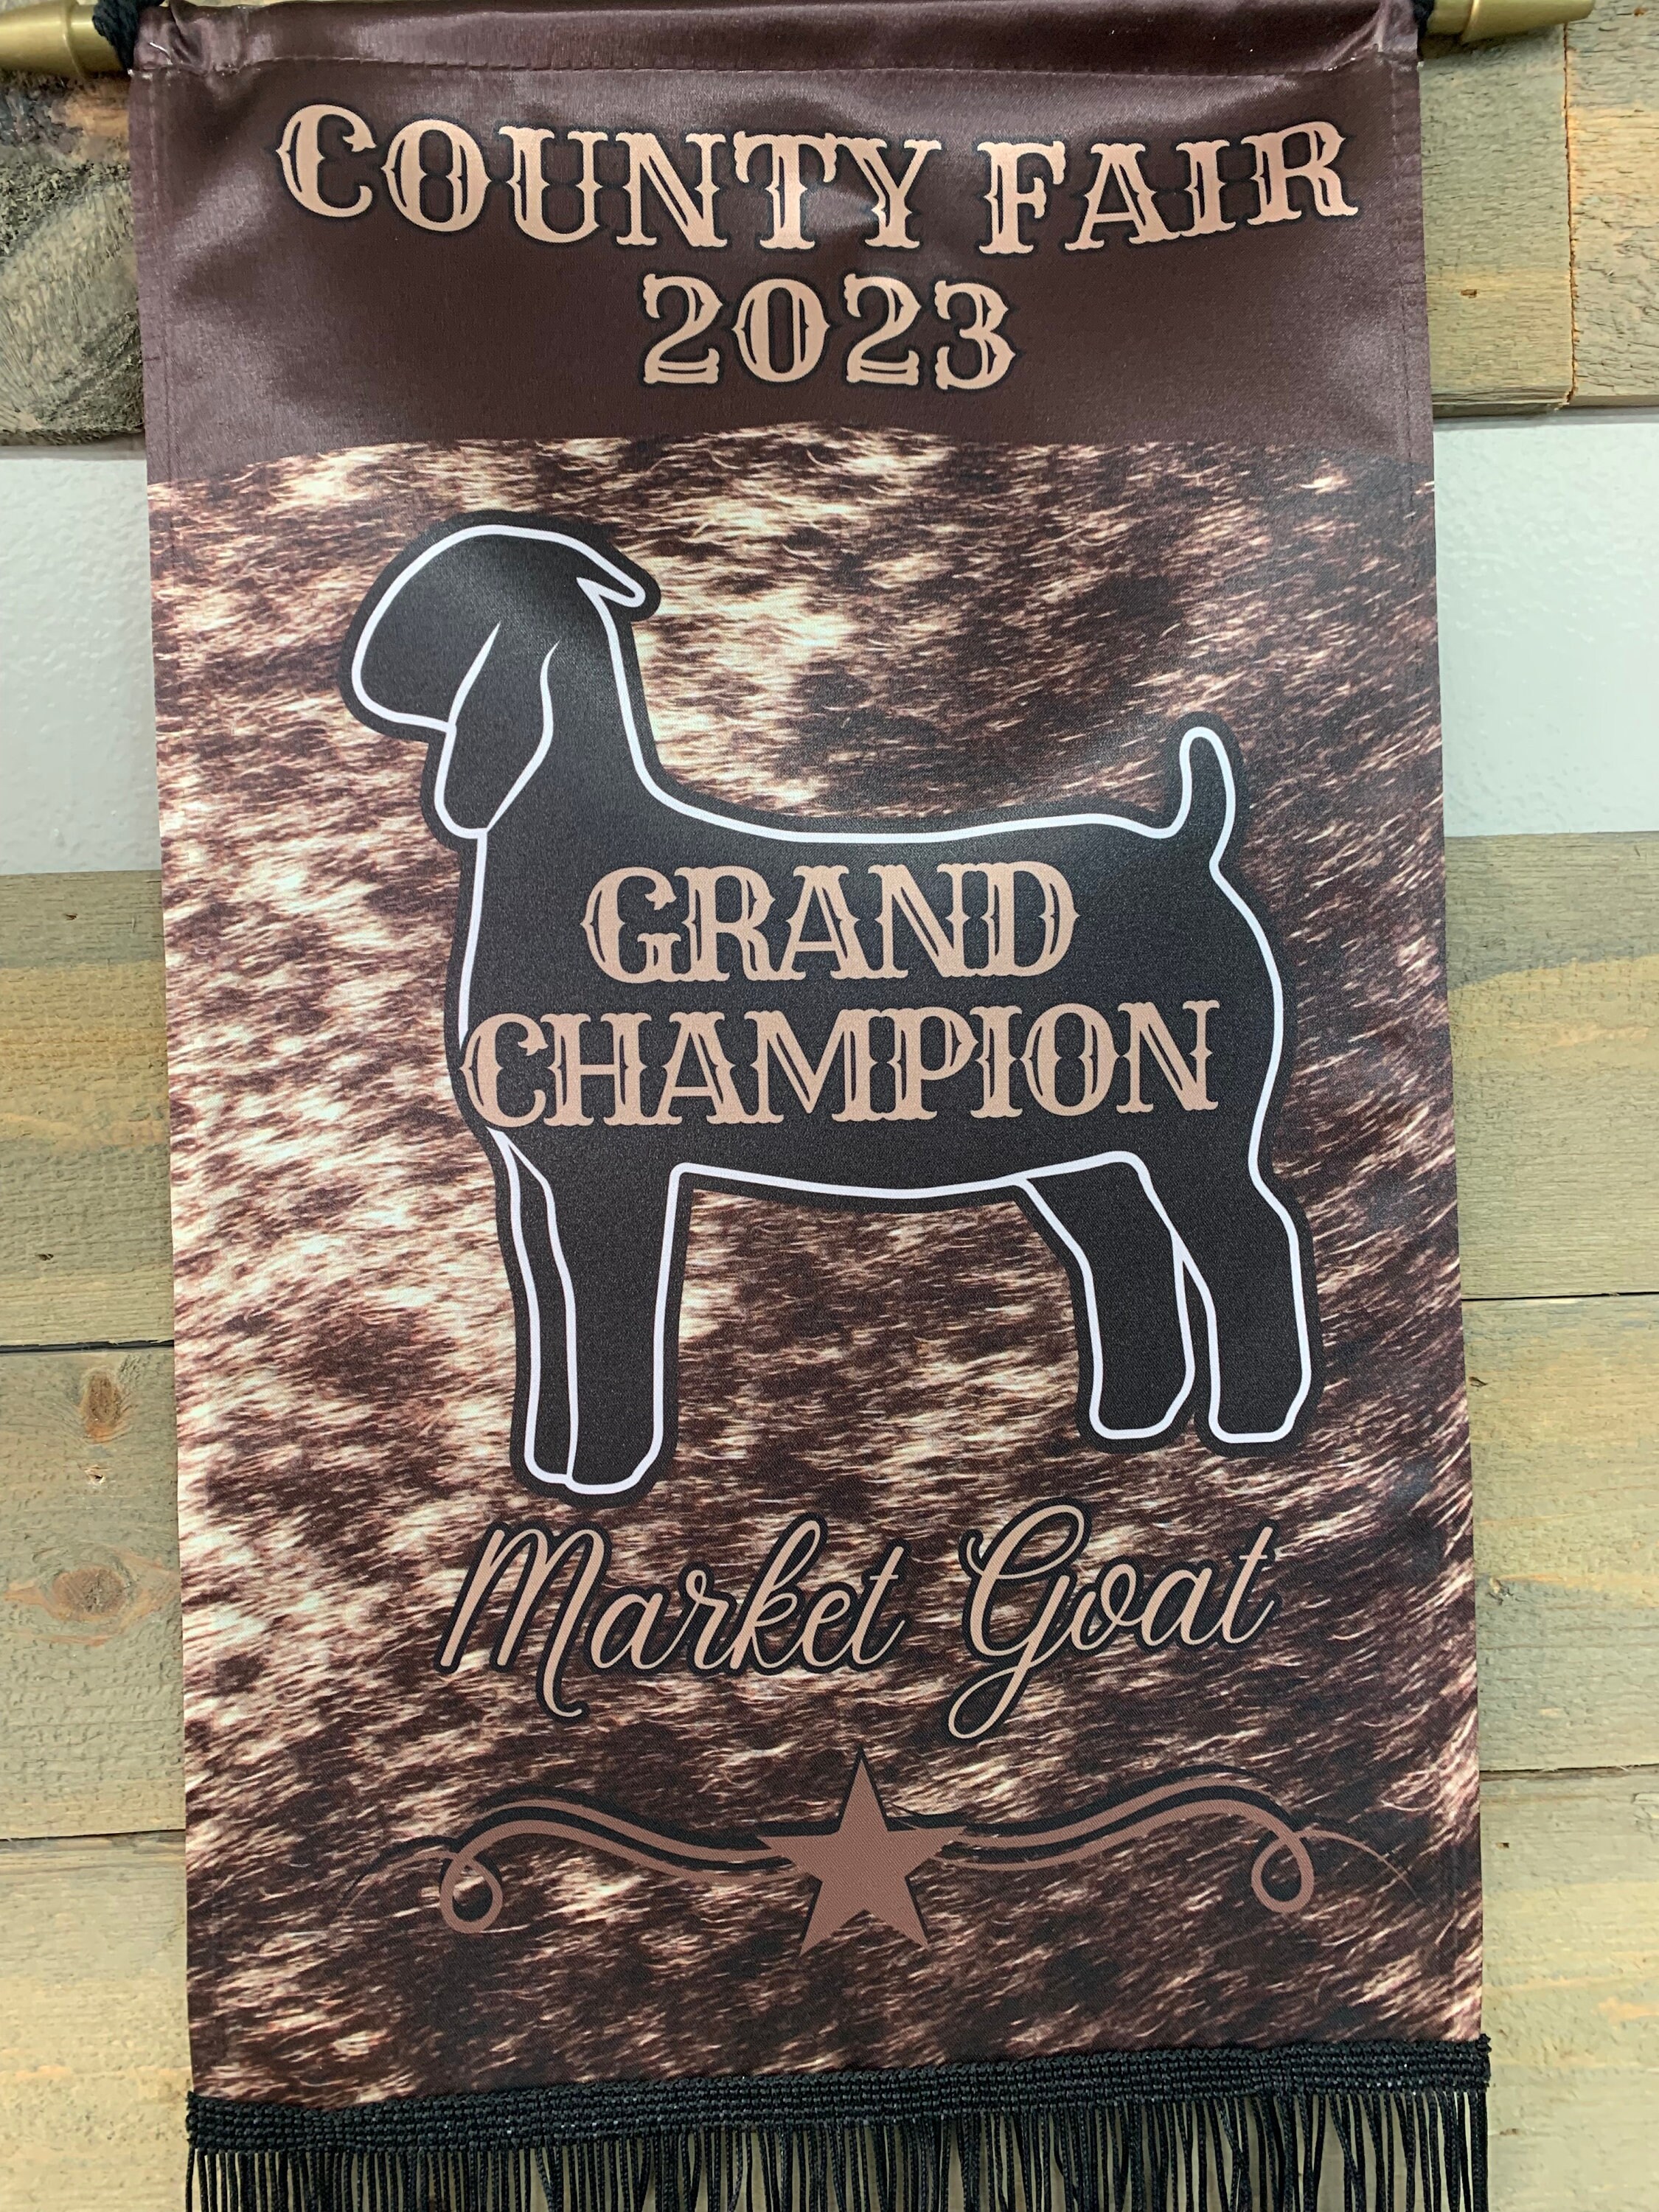 COUNTY FAIR
2023
GRAND
CHAMPION
Market Goat